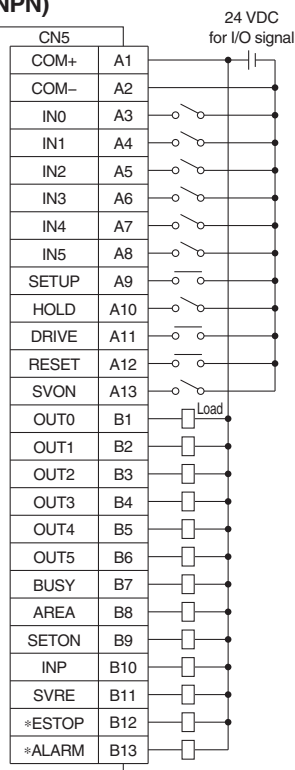 NPN)
24 VDC
for I/O signal
CN5
COM+ A1
COM− A2
IN0 A3
IN1 A4
IN2 A5
IN3 A6
IN4 A7
IN5 A8
SETUP A9
HOLD A10
DRIVE A11
RESET A12
SVON A13
OUT0 B1 Load
OUT1 B2
OUT2 B3
OUT3 B4
OUT4 B5
OUT5 B6
BUSY B7
AREA B8
SETON B9
INP B10
SVRE B11
∗ESTOP B12
∗ALARM B13